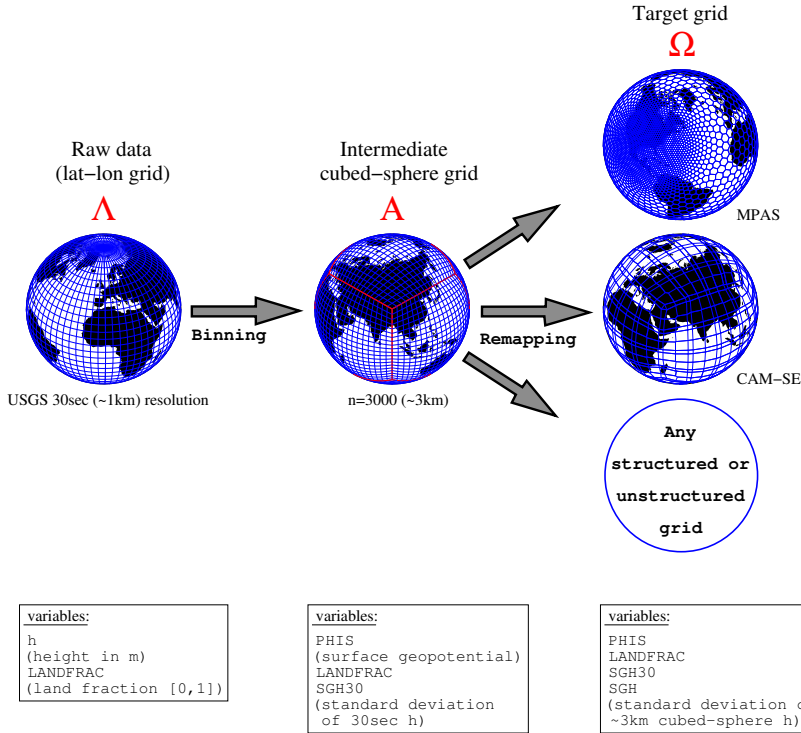 Target grid
Ω
MPAS
Raw data
(lat−lon grid)
Λ
Intermediate
cubed−sphere grid
A
Binning
Remapping
CAM−SE
USGS 30sec (~1km) resolution
n=3000 (~3km)
Any
structured or
unstructured
grid
variables:
h
(height in m)
LANDFRAC
(land fraction [0,1])
variables:
PHIS
(surface geopotential)
LANDFRAC
SGH30
(standard deviation
of 30sec h)
variables:
PHIS
LANDFRAC
SGH30
SGH
(standard deviation
~3km cubed-sphere h)